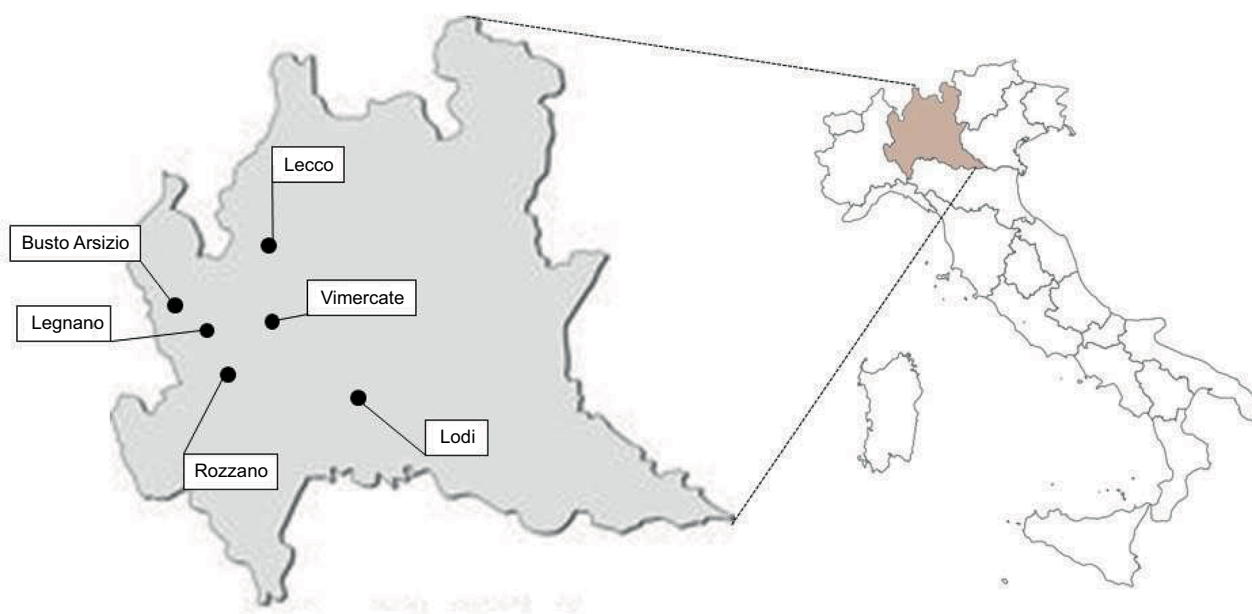 Lecco
Busto Arsizio
Vimercate
Legnano
Lodi
Rozzano